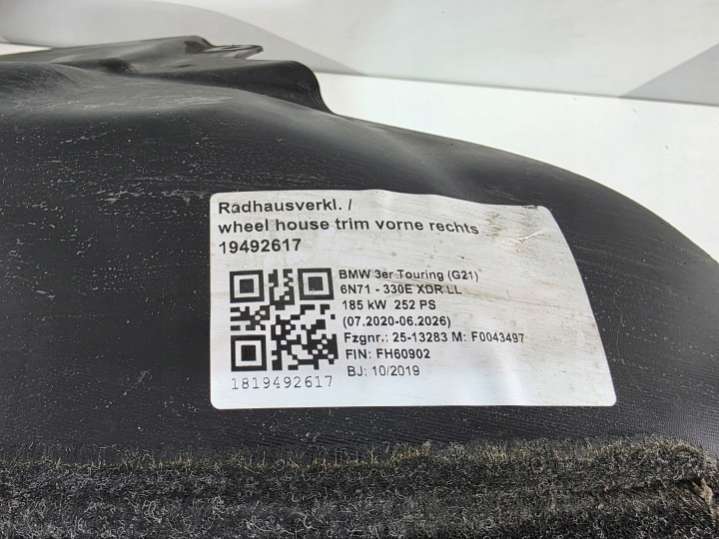 Radhausverkl. /
wheel house trim vorne rechts
19492617
BMW 3er Touring (G21)
6N71 - 330E XDR LL
185 kW 252 PS
(07.2020-06.2026)
Fzgnr.: 25-13283 M: F0043497
FIN: FH60902
BJ: 10/2019
1819492617